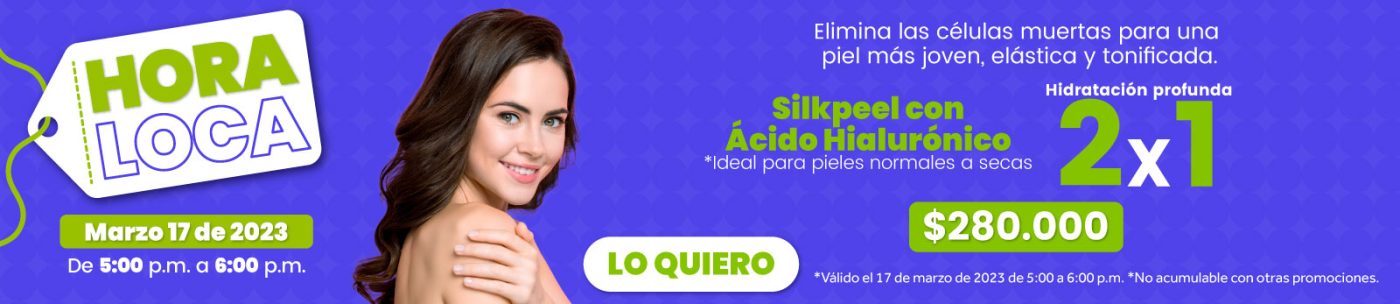 HORA
LOCA
Marzo 17 de 2023
De 5:00 p.m. a 6:00 p.m.
LO QUIERO
Elimina las células muertas para una
piel más joven, elástica y tonificada.
Silkpeel con
Ácido Hialurónico
*Ideal para pieles normales a secas
Hidratación profunda
2x1
$280.000
*Válido el 17 de marzo de 2023 de 5:00 a 6:00 p.m. *No acumulable con otras promociones.